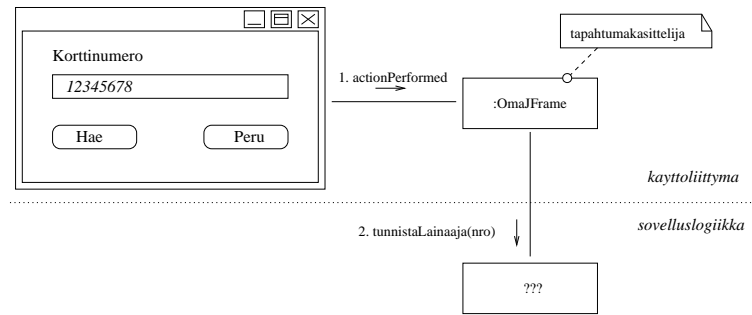 Korttinumero
12345678
Hae
Peru
1. actionPerformed
tapahtumakasittelija
:OmaJFrame
kayttoliittyma
sovelluslogiikka
2. tunnistaLainaaja(nro)
???